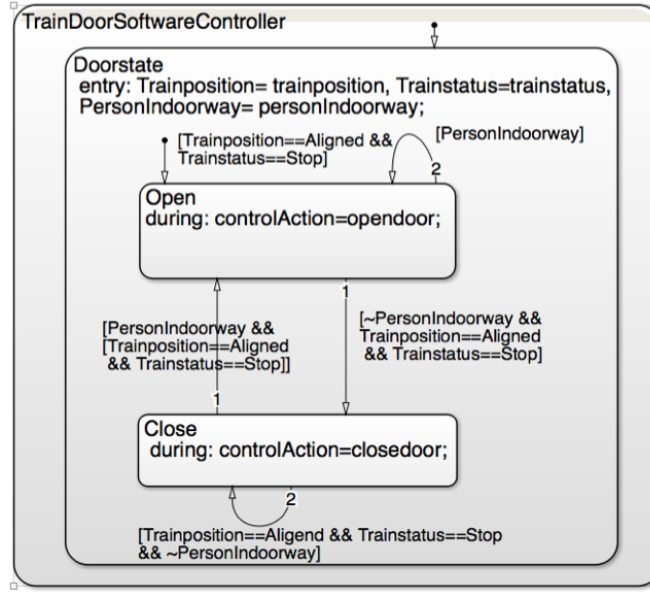 TrainDoorSoftwareController
Doorstate
entry: Trainposition= trainposition, Trainstatus=trainstatus,
PersonIndoorway= personIndoorway;
[Trainposition==Aligned &&
Trainstatus==Stop]
[PersonIndoorway]
2
Open
during: controlAction=opendoor;
1
[PersonIndoorway &&
[Trainposition==Aligned
&& Trainstatus==Stop]]
[~PersonIndoorway &&
Trainposition==Aligned
&& Trainstatus==Stop]
1
Close
during: controlAction=closedoor;
2
[Trainposition==Aligend && Trainstatus==Stop
&& ~PersonIndoorway]